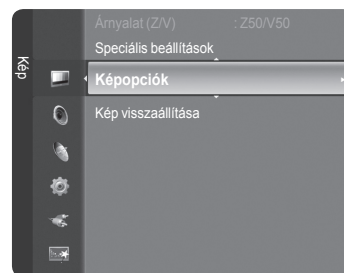 Kép
Árnyalat (Z/V) : Z50/V50
Speciális beállítások
Képopciók
Kép visszaállítása